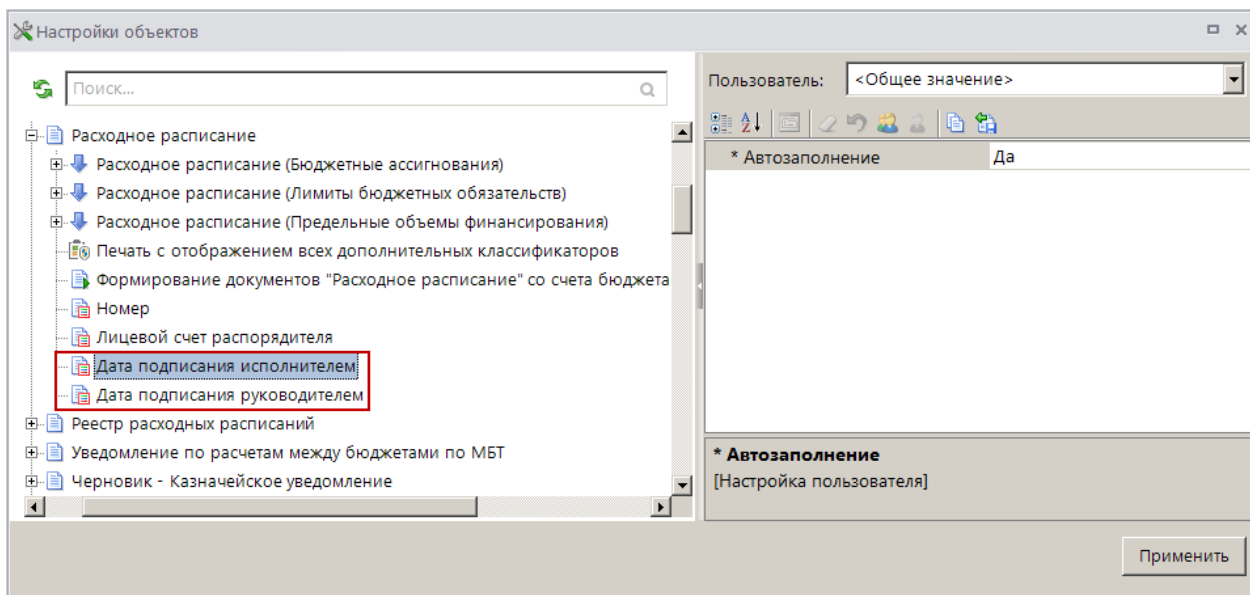 Настройки объектов
Поиск...
Расходное расписание
Расходное расписание (Бюджетные ассигнования)
Расходное расписание (Лимиты бюджетных обязательств)
Расходное расписание (Предельные объемы финансирования)
Печать с отображением всех дополнительных классификаторов
Формирование документов "Расходное расписание" со счета бюджета
Номер
Лицевой счет распорядителя
Дата подписания исполнителем
Дата подписания руководителем
Реестр расходных расписаний
Уведомление по расчетам между бюджетами по МБТ
Черновик - Казначейское уведомление
Пользователь: <Общее значение>
* Автозаполнение Да
* Автозаполнение
[Настройка пользователя]
Применить